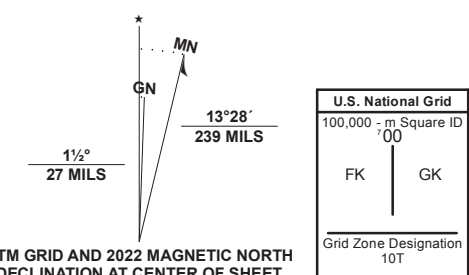 ★
MN
GN
13°28´
239 MILS
1½°
27 MILS
TM GRID AND 2022 MAGNETIC NORTH
DECLINATION AT CENTER OF SHEET
U.S. National Grid
100,000 - m Square ID
⁷00
FK GK
Grid Zone Designation
10T